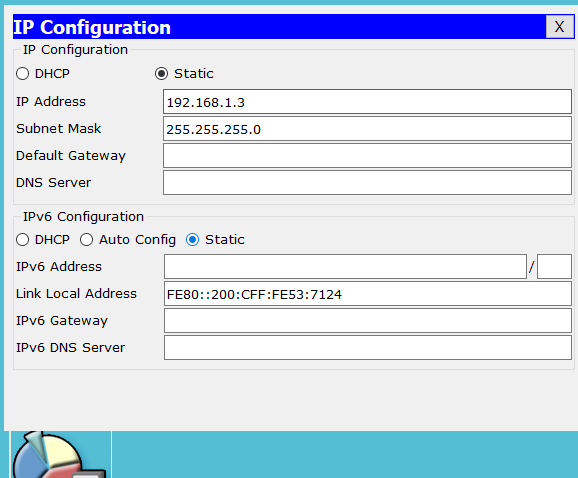 IP Configuration X
IP Configuration
DHCP Static
IP Address 192.168.1.3
Subnet Mask 255.255.255.0
Default Gateway
DNS Server
IPv6 Configuration
DHCP Auto Config Static
IPv6 Address /
Link Local Address FE80::200:CFF:FE53:7124
IPv6 Gateway
IPv6 DNS Server